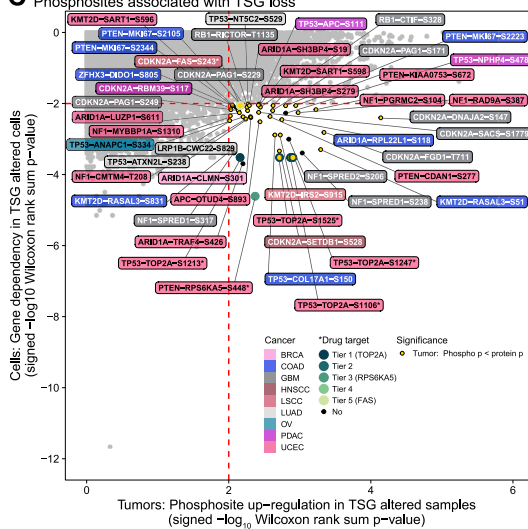 Phosphosites associated with TSG loss
KMT2D−SART1−S596
TP53−NT5C2−S529
TP53−APC−S111
RB1−CTIF−S328
PTEN−MKI67−S2105
RB1−RICTOR−T1135
PTEN−MKI67−S2223
PTEN−MKI67−S2344
ARID1A−SH3BP4−S19
CDKN2A−PAG1−S171
CDKN2A−FAS−S243*
TP53−NPHP4−S478
ZFHX3−DIDO1−S805
CDKN2A−PAG1−S229
KMT2D−SART1−S598
PTEN−KIAA0753−S672
CDKN2A−RBM39−S117
ARID1A−SH3BP4−S279
CDKN2A−PAG1−S249
NF1−PGRMC2−S104
NF1−RAD9A−S387
ARID1A−LUZP1−S611
CDKN2A−DNAJA2−S147
NF1−MYBBP1A−S1310
CDKN2A−SACS−S1779
TP53−ANAPC1−S334
LRP1B−CWC22−S829
ARID1A−RPL22L1−S118
TP53−ATXN2L−S238
CDKN2A−FGD1−T711
NF1−CMTM4−T208
ARID1A−CLMN−S301
NF1−SPRED2−S206
PTEN−CDAN1−S277
KMT2D−RASAL3−S831
APC−OTUD4−S893
KMT2D−IRS2−S915
NF1−SPRED1−S238
KMT2D−RASAL3−S51
NF1−SPRED1−S317
TP53−TOP2A−S1525*
ARID1A−TRAF4−S426
CDKN2A−SETDB1−S528
TP53−TOP2A−S1213*
TP53−TOP2A−S1247*
PTEN−RPS6KA5−S448*
TP53−COL17A1−S150
TP53−TOP2A−S1106*
0
−2
−4
−6
−8
−10
−12
0
2
4
6
Cells: Gene dependency in TSG altered cells
(signed −log10 Wilcoxon rank sum p−value)
Tumors: Phosphosite up−regulation in TSG altered samples
(signed −log10 Wilcoxon rank sum p−value)
Cancer
BRCA
COAD
GBM
HNSCC
LSCC
LUAD
OV
PDAC
UCEC
*Drug target
Tier 1 (TOP2A)
Tier 2
Tier 3 (RPS6KA5)
Tier 4
Tier 5 (FAS)
No
Significance
Tumor: Phospho p < protein p